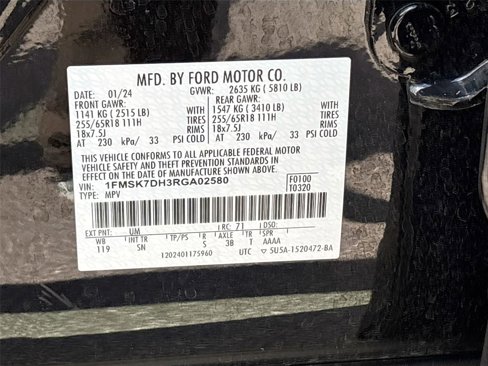 MFD. BY FORD MOTOR CO.
DATE: 01/24 GVWR: 2635 KG ( 5810 LB)
FRONT GAWR: REAR GAWR:
1141 KG ( 2515 LB) WITH 1547 KG ( 3410 LB) WITH
255/65R18 111H TIRES 255/65R18 111H TIRES
18x7.5J RIMS 18x7.5J RIMS
AT 230 kPa/ 33 PSI COLD AT 230 kPa/ 33 PSI COLD
THIS VEHICLE CONFORMS TO ALL APPLICABLE FEDERAL MOTOR
VEHICLE SAFETY AND THEFT PREVENTION STANDARDS IN
EFFECT ON THE DATE OF MANUFACTURE SHOWN ABOVE.
VIN: 1FMSK7DH3RGA02580 F0100
TYPE: MPV T0320
EXT PNT: UM RC: 71 DSO:
WB INT TR TP/PS R AXLE TR SPR
119 SN S 3B T AAAA
1202401175960 UTC 5U5A-1520472-BA